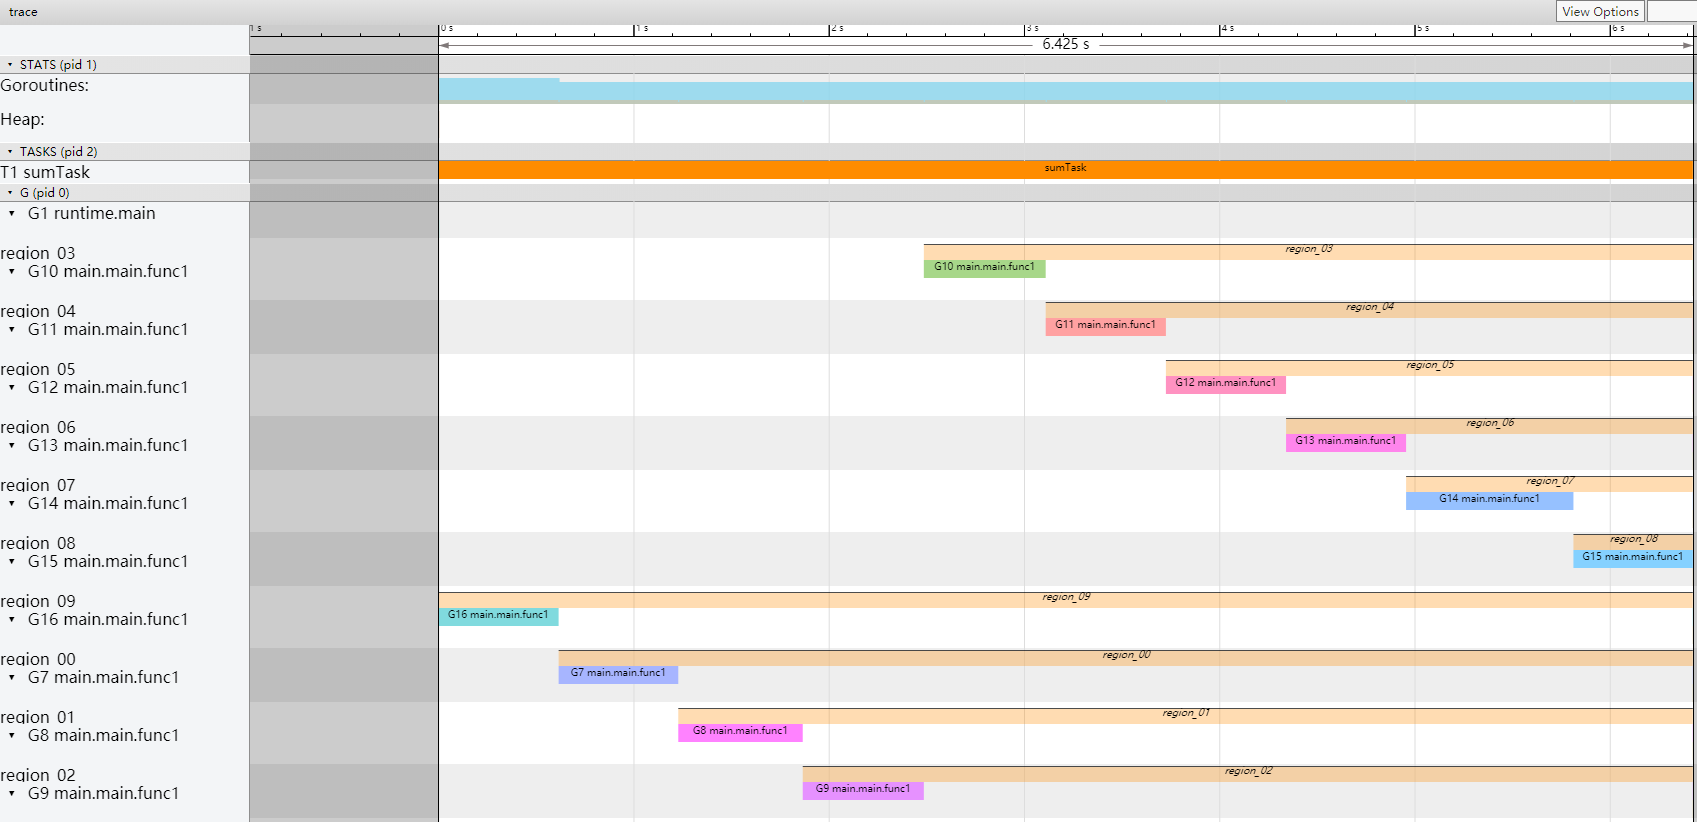 trace
View Options
1 s
0 s
1 s
2 s
3 s
4 s
5 s
6 s
6.425 s
STATS (pid 1)
Goroutines:
Heap:
TASKS (pid 2)
T1 sumTask
sumTask
G (pid 0)
G1 runtime.main
region_03
region_03
G10 main.main.func1
G10 main.main.func1
region_04
region_04
G11 main.main.func1
G11 main.main.func1
region_05
region_05
G12 main.main.func1
G12 main.main.func1
region_06
region_06
G13 main.main.func1
G13 main.main.func1
region_07
region_07
G14 main.main.func1
G14 main.main.func1
region_08
region_08
G15 main.main.func1
G15 main.main.func1
region_09
region_09
G16 main.main.func1
G16 main.main.func1
region_00
region_00
G7 main.main.func1
G7 main.main.func1
region_01
region_01
G8 main.main.func1
G8 main.main.func1
region_02
region_02
G9 main.main.func1
G9 main.main.func1